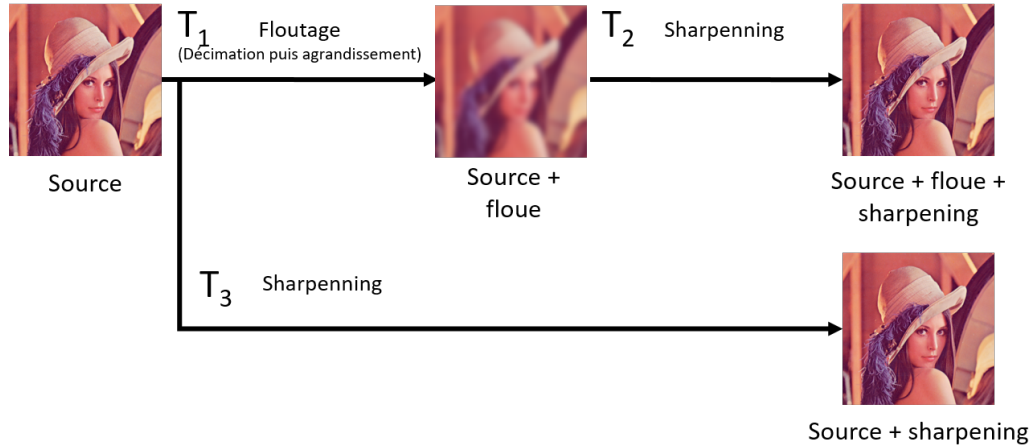 T1 Floutage
(Décimation puis agrandissement)
T2 Sharpenning
Source
Source +
floue
Source + floue +
sharpening
T3 Sharpenning
Source + sharpening